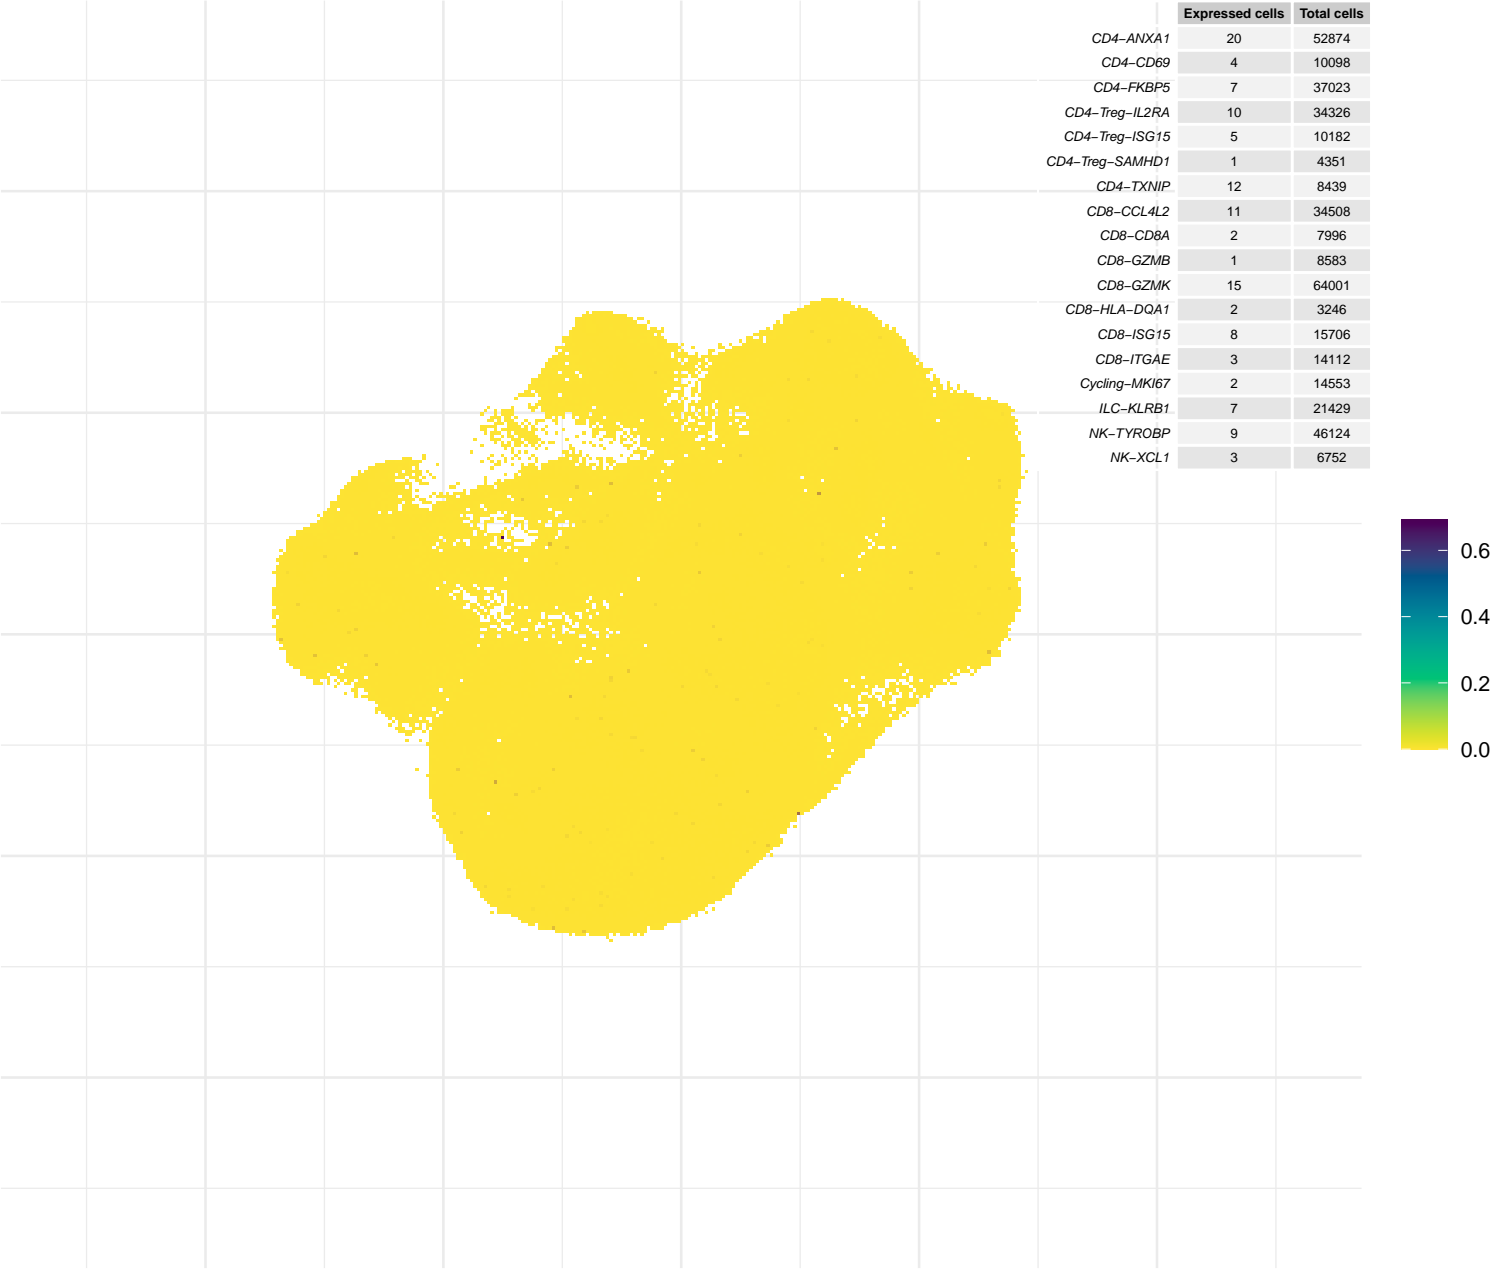 Expressed cells Total cells
CD4−ANXA1 20 52874
CD4−CD69 4 10098
CD4−FKBP5 7 37023
CD4−Treg−IL2RA 10 34326
CD4−Treg−ISG15 5 10182
CD4−Treg−SAMHD1 1 4351
CD4−TXNIP 12 8439
CD8−CCL4L2 11 34508
CD8−CD8A 2 7996
CD8−GZMB 1 8583
CD8−GZMK 15 64001
CD8−HLA−DQA1 2 3246
CD8−ISG15 8 15706
CD8−ITGAE 3 14112
Cycling−MKI67 2 14553
ILC−KLRB1 7 21429
NK−TYROBP 9 46124
NK−XCL1 3 6752
0.6
0.4
0.2
0.0